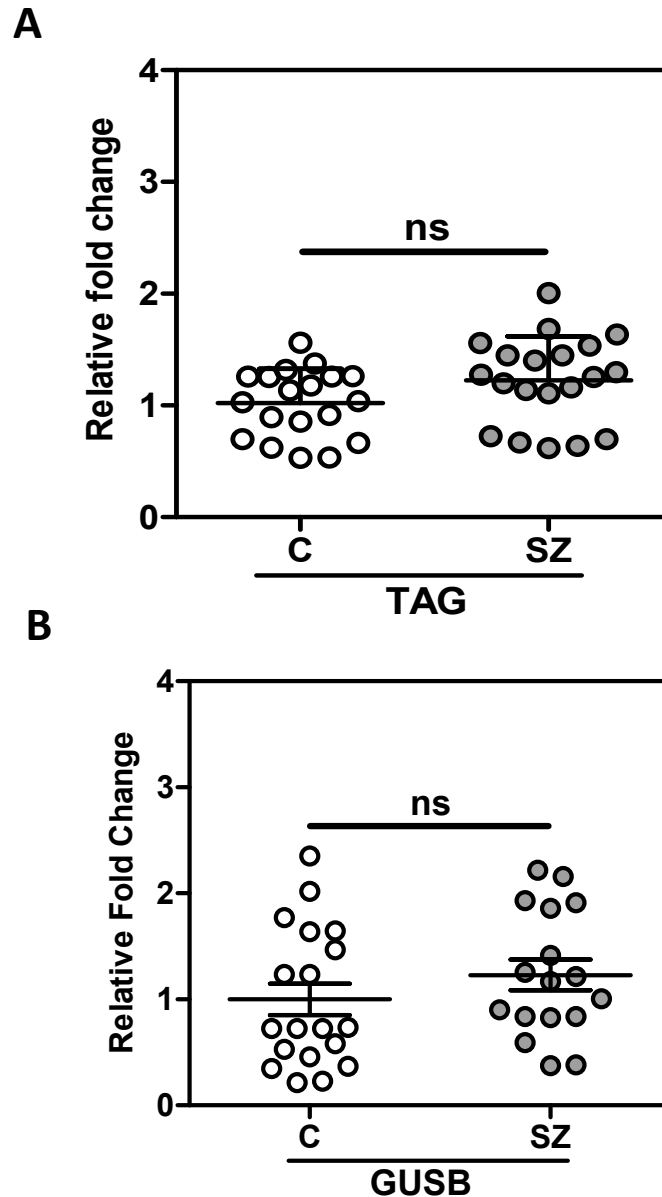 A
Relative fold change
4
3
2
1
0
ns
C SZ
TAG
B
Relative Fold Change
4
3
2
1
0
ns
C SZ
GUSB